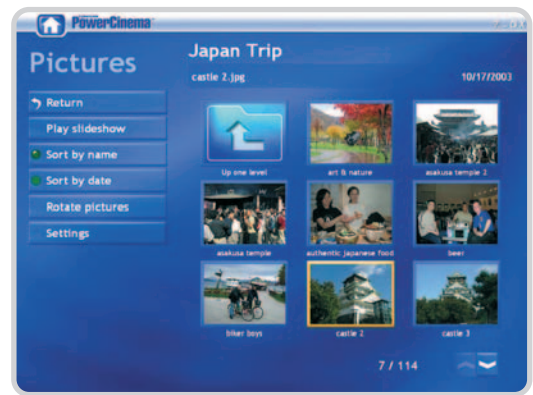 PowerCinema
Pictures
Japan Trip
castle 2.jpg
10/17/2003
Return
Play slideshow
Sort by name
Sort by date
Rotate pictures
Settings
Up one level
art & nature
asakusa temple 2
asakusa temple
authentic japanese food
beer
biker boys
castle 2
castle 3
7 / 114